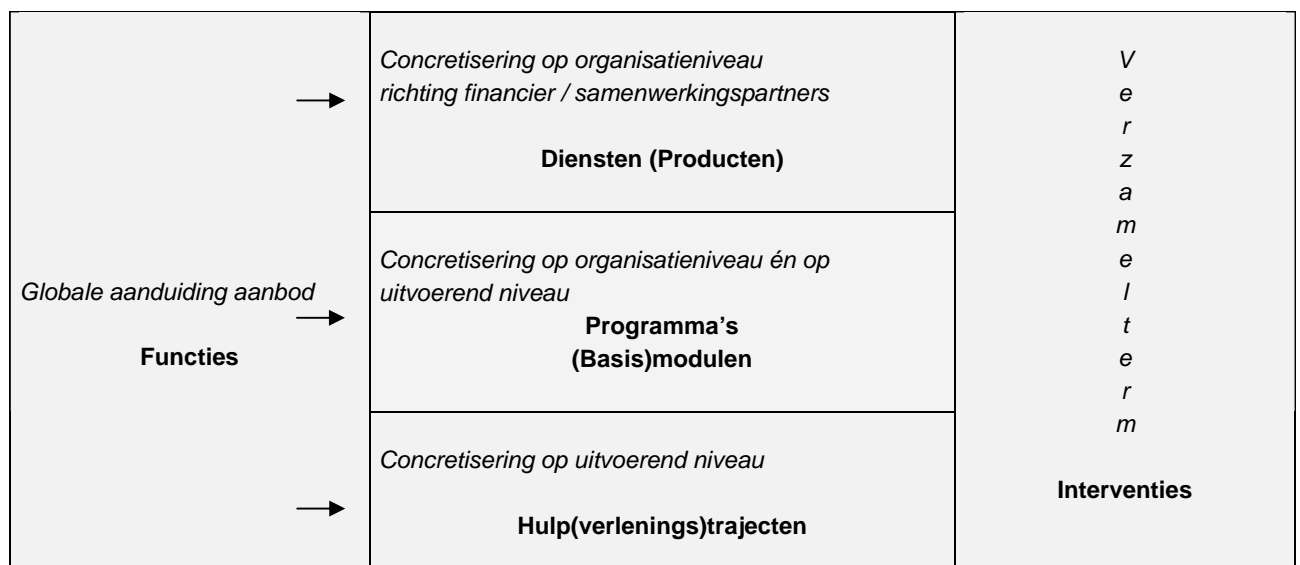 Globale aanduiding aanbod
Functies
Concretisering op organisatieniveau
richting financier / samenwerkingspartners
Diensten (Producten)
Concretisering op organisatieniveau én op
uitvoerend niveau
Programma’s
(Basis)modulen
Concretisering op uitvoerend niveau
Hulp(verlenings)trajecten
V
e
r
z
a
m
e
l
t
e
r
m
Interventies